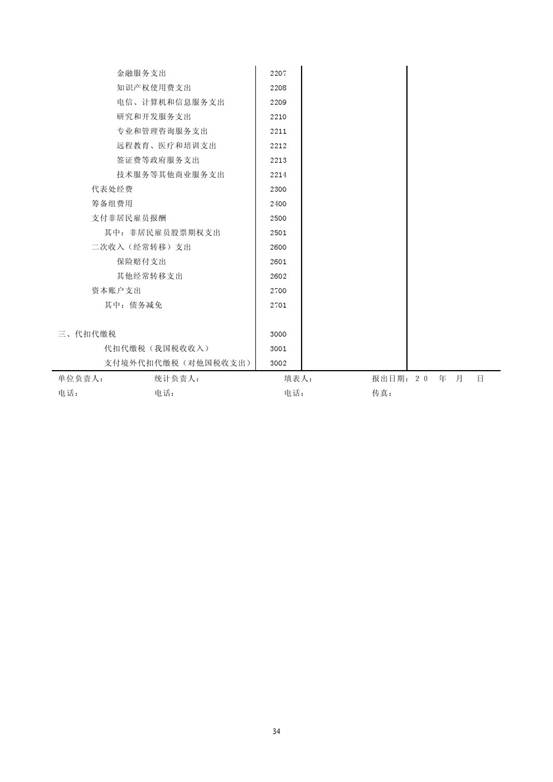 金融服务支出 2207
知识产权使用费支出 2208
电信、计算机和信息服务支出 2209
研究和开发服务支出 2210
专业和管理咨询服务支出 2211
远程教育、医疗和培训支出 2212
签证费等政府服务支出 2213
技术服务等其他商业服务支出 2214
代表处经费 2300
筹备组费用 2400
支付非居民雇员报酬 2500
其中：非居民雇员股票期权支出 2501
二次收入（经常转移）支出 2600
保险赔付支出 2601
其他经常转移支出 2602
资本账户支出 2700
其中：债务减免 2701
三、代扣代缴税 3000
代扣代缴税（我国税收收入） 3001
支付境外代扣代缴税（对他国税收支出） 3002
单位负责人： 统计负责人： 填表人： 报出日期：20 年 月 日
电话： 电话： 电话： 传真：
34